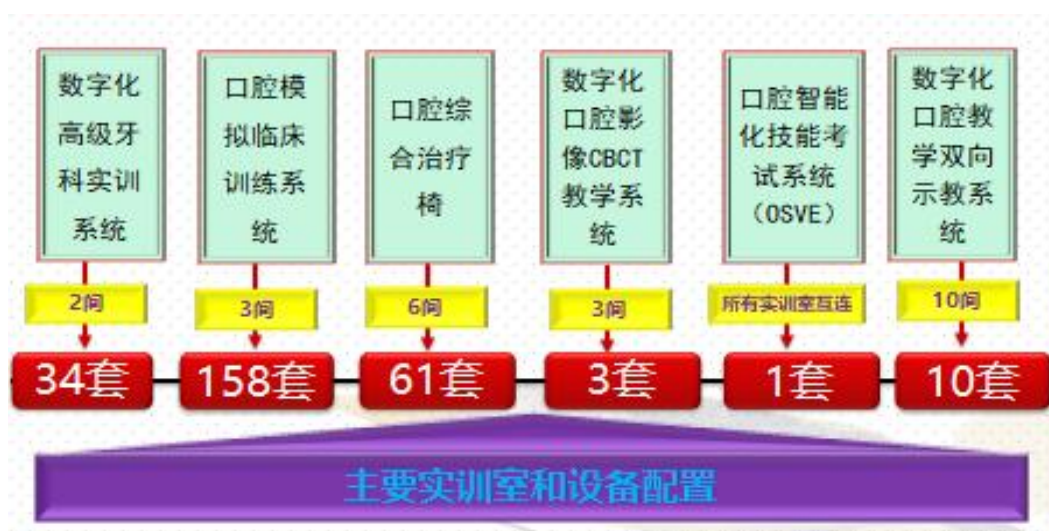 数字化
高级牙
科实训
系统
口腔模
拟临床
训练系
统
口腔综
合治疗
椅
数字化
口腔影
像CBCT
教学系
统
口腔智能
化技能考
试系统
（OSVE）
数字化
口腔教
学双向
示教系
统
2间
3间
6间
3间
所有实训室互连
10间
34套
158套
61套
3套
1套
10套
主要实训室和设备配置